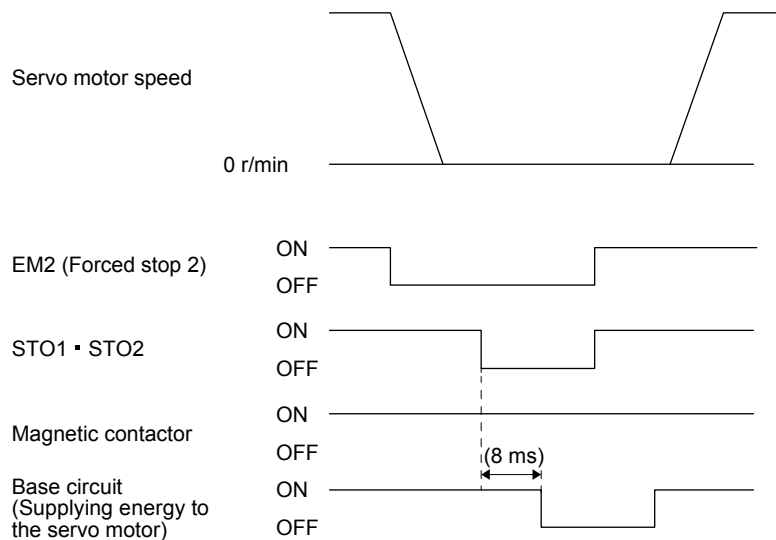 Servo motor speed
0 r/min
EM2 (Forced stop 2)
ON
OFF
STO1 ▪ STO2
ON
OFF
Magnetic contactor
ON
OFF
(8 ms)
Base circuit
(Supplying energy to
the servo motor)
ON
OFF